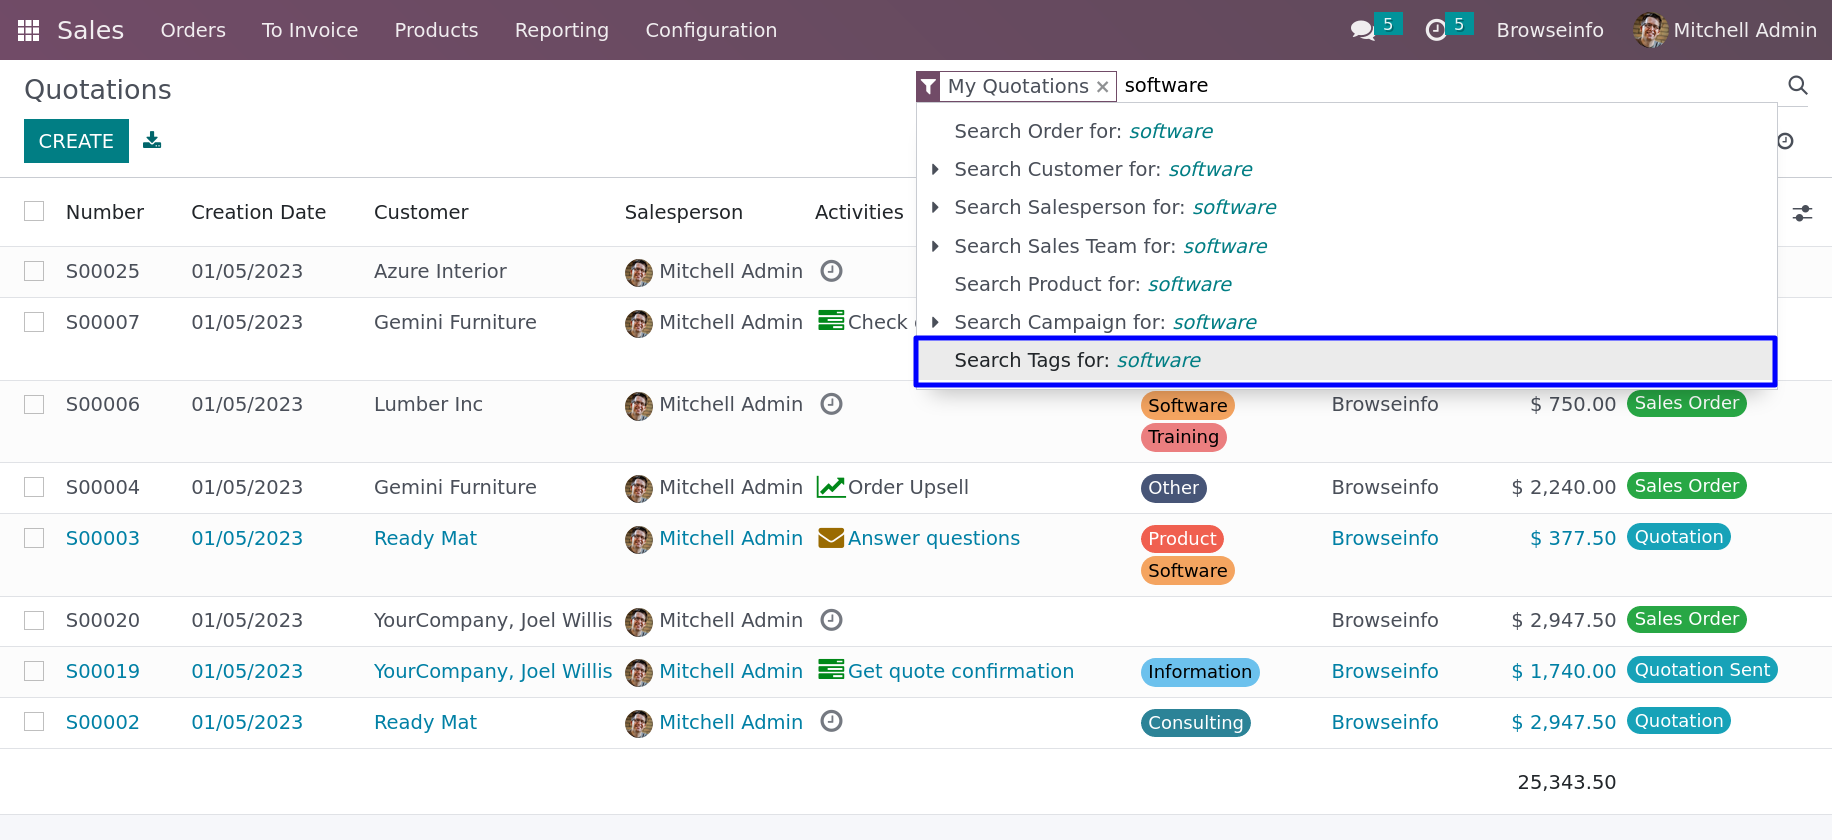 Sales Orders To Invoice Products Reporting Configuration 5 5 Browseinfo Mitchell Admin
Quotations
My Quotations × software
CREATE
Search Order for: software
Search Customer for: software
Search Salesperson for: software
Search Sales Team for: software
Search Product for: software
Search Campaign for: software
Search Tags for: software
Number Creation Date Customer Salesperson Activities
S00025 01/05/2023 Azure Interior Mitchell Admin
S00007 01/05/2023 Gemini Furniture Mitchell Admin Check
S00006 01/05/2023 Lumber Inc Mitchell Admin Software Browseinfo $ 750.00 Sales Order
Training
S00004 01/05/2023 Gemini Furniture Mitchell Admin Order Upsell Other Browseinfo $ 2,240.00 Sales Order
S00003 01/05/2023 Ready Mat Mitchell Admin Answer questions Product Browseinfo $ 377.50 Quotation
Software
S00020 01/05/2023 YourCompany, Joel Willis Mitchell Admin Browseinfo $ 2,947.50 Sales Order
S00019 01/05/2023 YourCompany, Joel Willis Mitchell Admin Get quote confirmation Information Browseinfo $ 1,740.00 Quotation Sent
S00002 01/05/2023 Ready Mat Mitchell Admin Consulting Browseinfo $ 2,947.50 Quotation
25,343.50